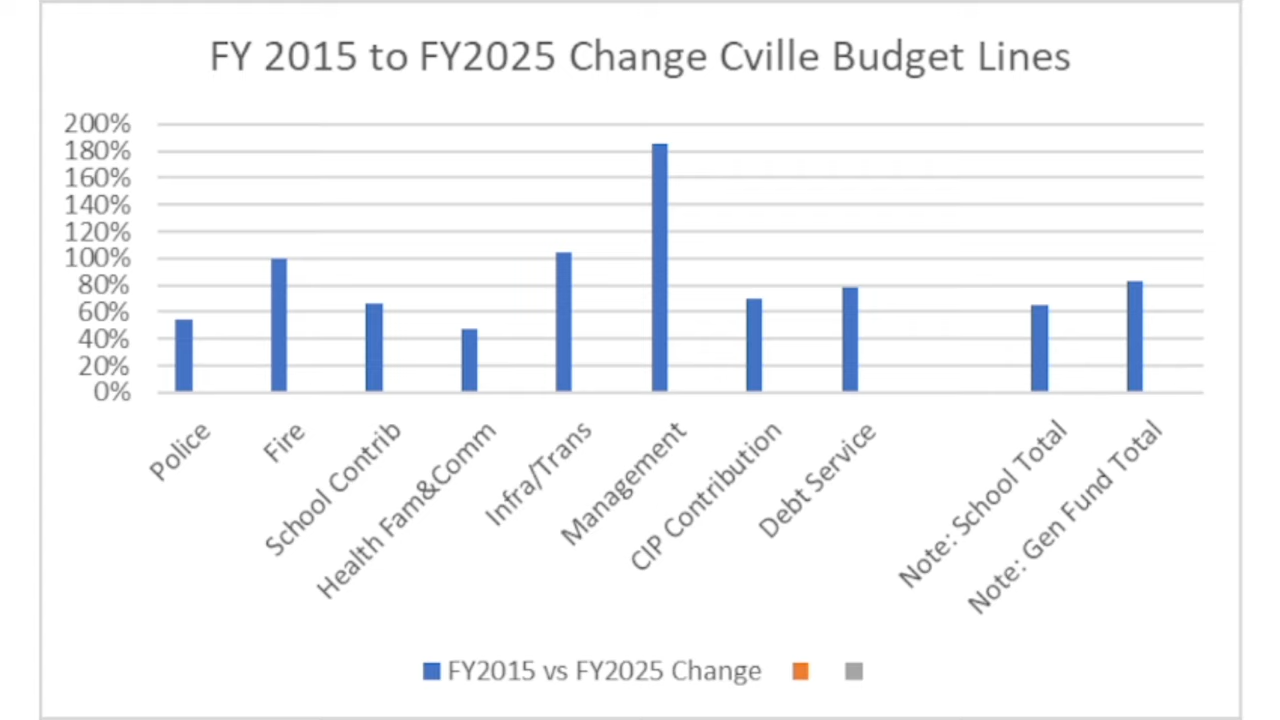 FY 2015 to FY2025 Change Cville Budget Lines
200%
180%
160%
140%
120%
100%
80%
60%
40%
20%
0%
Police
Fire
School Contrib
Health Fam&Comm
Infra/Trans
Management
CIP Contribution
Debt Service
Note: School Total
Note: Gen Fund Total
FY2015 vs FY2025 Change